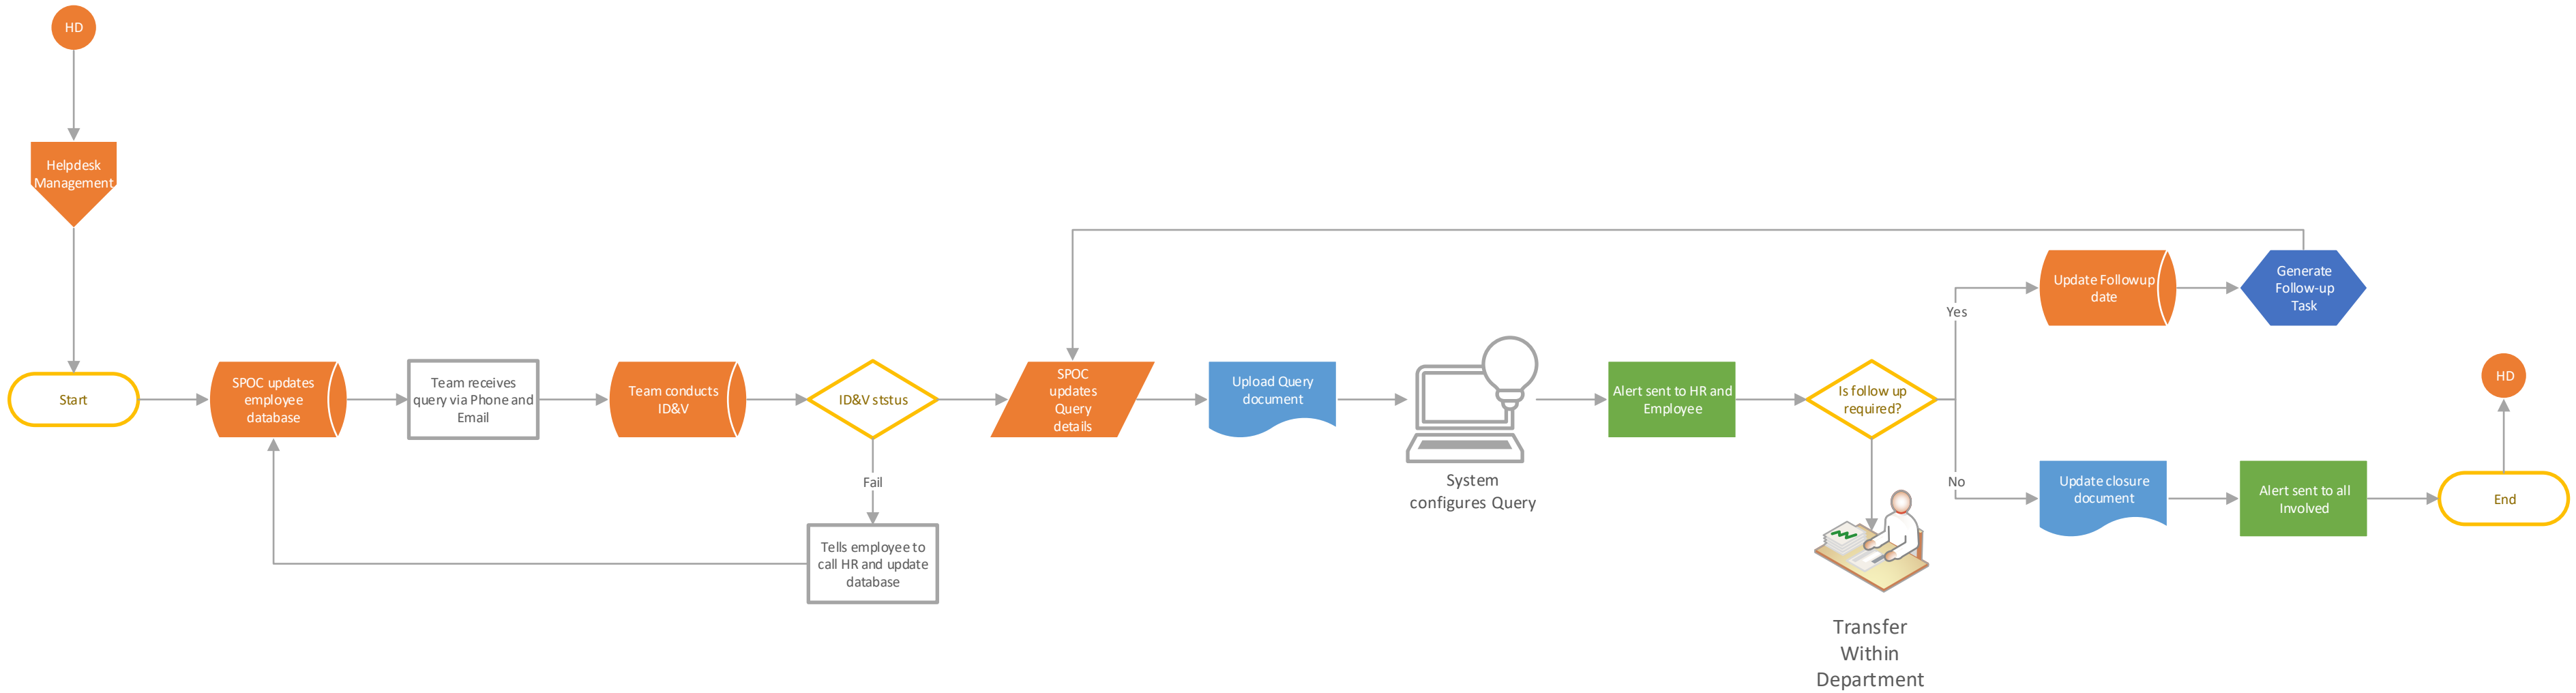 HD
Helpdesk
Management
Start
SPOC updates
employee
database
Team receives
query via Phone and
Email
Team conducts
ID&V
ID&V ststus
Fail
Tells employee to
call HR and update
database
SPOC
updates
Query
details
Upload Query
document
System
configures Query
Alert sent to HR and
Employee
Is follow up
required?
Transfer
Within
Department
Yes
Update Followup
date
Generate
Follow-up
Task
No
Update closure
document
Alert sent to all
Involved
End
HD